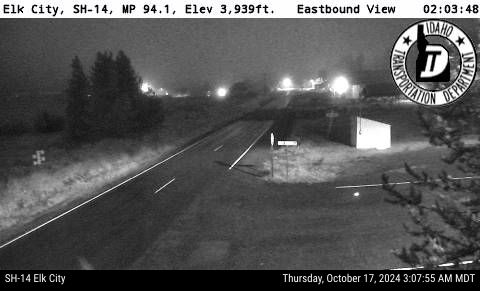 Elk City, SH-14, MP 94.1, Elev 3,939ft. Eastbound View 02:03:48
IDAHO
TRANSPORTATION DEPARTMENT
SH-14 Elk City Thursday, October 17, 2024 3:07:55 AM MDT